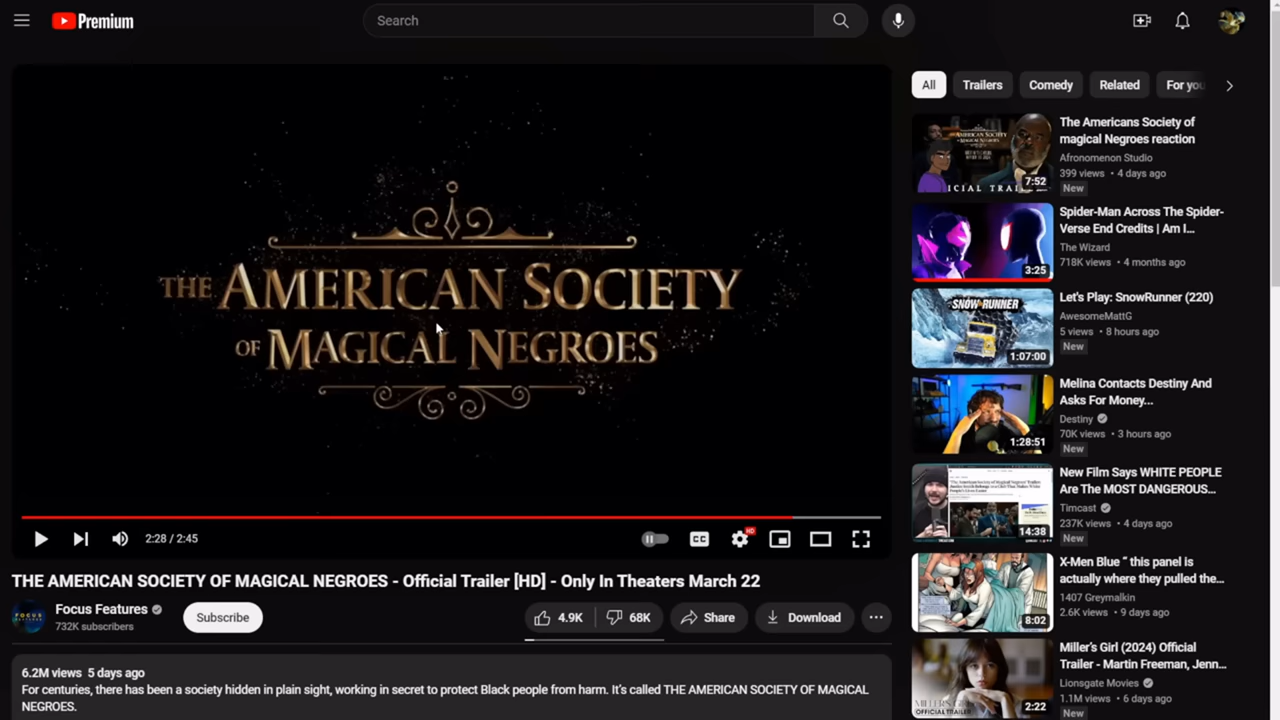 Premium
Search
THE AMERICAN SOCIETY
OF MAGICAL NEGROES
2:28 / 2:45
CC
HD
THE AMERICAN SOCIETY OF MAGICAL NEGROES - Official Trailer [HD] - Only In Theaters March 22
Focus Features
732K subscribers
Subscribe
4.9K
68K
Share
Download
6.2M views 5 days ago
For centuries, there has been a society hidden in plain sight, working in secret to protect Black people from harm. It's called THE AMERICAN SOCIETY OF MAGICAL
NEGROES.
All
Trailers
Comedy
Related
For you
7:52
The Americans Society of
magical Negroes reaction
Afronomenon Studio
399 views • 4 days ago
New
3:25
Spider-Man Across The Spider-
Verse End Credits | Am I...
The Wizard
718K views • 4 months ago
SNOW RUNNER
1:07:00
Let's Play: SnowRunner (220)
AwesomeMattG
5 views • 8 hours ago
New
1:28:51
Melina Contacts Destiny And
Asks For Money...
Destiny
70K views • 3 hours ago
New
14:38
New Film Says WHITE PEOPLE
Are The MOST DANGEROUS...
Timcast
237K views • 4 days ago
New
8:02
X-Men Blue " this panel is
actually where they pulled the...
1407 Greymalkin
2.6K views • 9 days ago
2:22
Miller's Girl (2024) Official
Trailer - Martin Freeman, Jenn...
Lionsgate Movies
1.1M views • 6 days ago
New